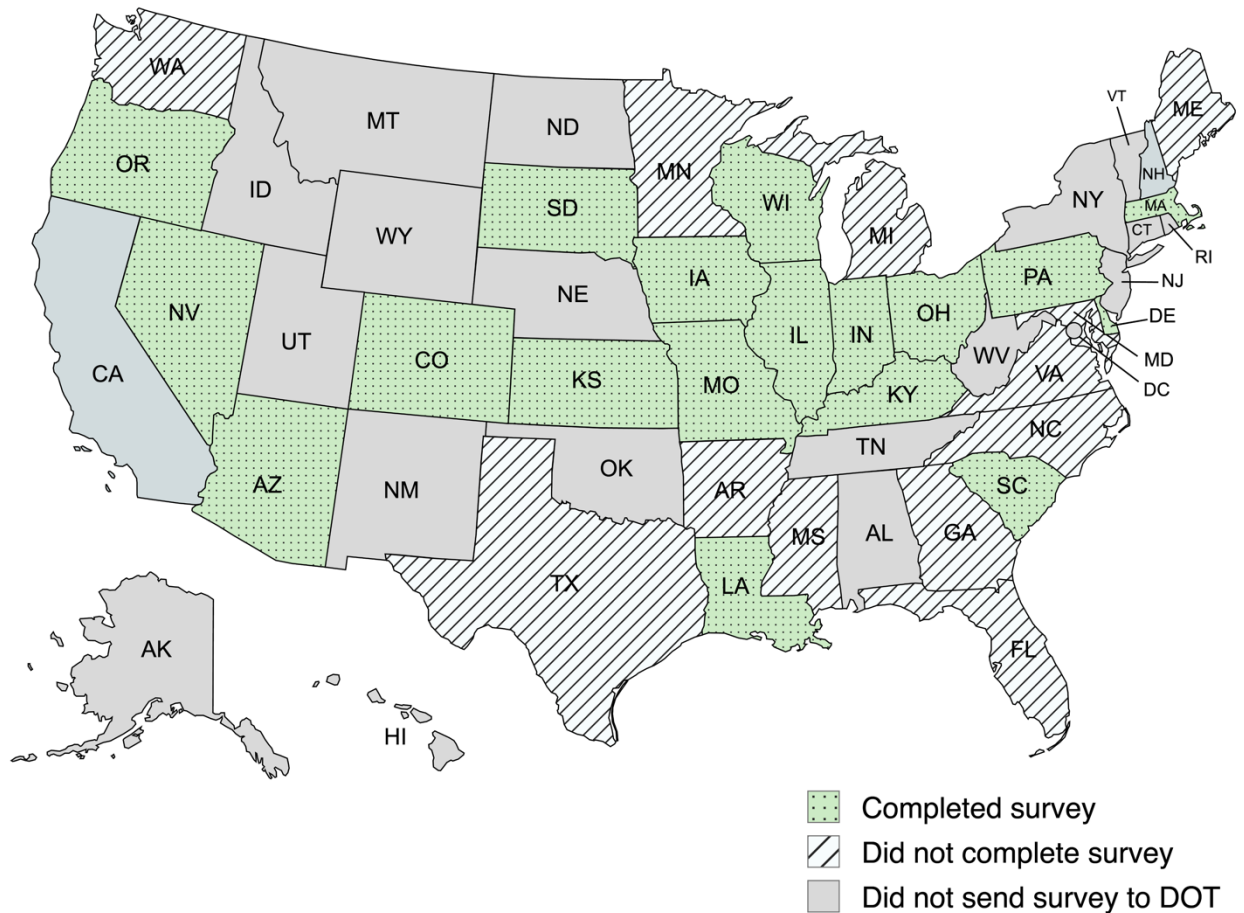 WA
MT
ND
MN
VT
ME
OR
ID
SD
WI
NH
WY
MI
NY
MA
CT
RI
NV
UT
NE
IA
IL
IN
OH
PA
NJ
CA
CO
KS
MO
KY
WV
VA
DE
MD
DC
AZ
NM
OK
AR
TN
NC
SC
TX
LA
MS
AL
GA
FL
AK
HI
Completed survey
Did not complete survey
Did not send survey to DOT